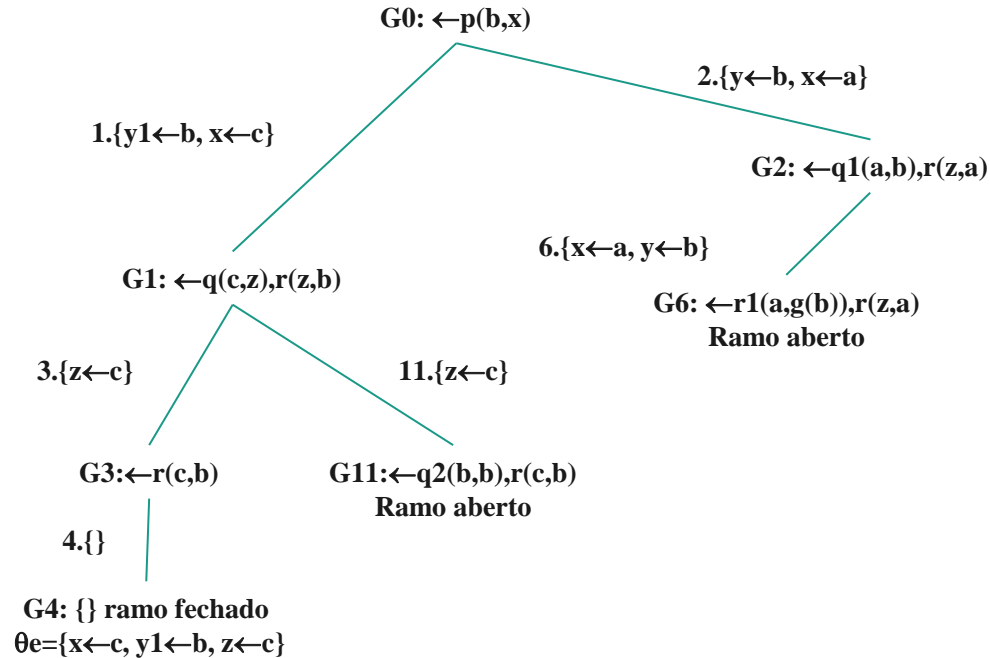 G0: ←p(b,x)
2.{y←b, x←a}
1.{y1←b, x←c}
G2: ←q1(a,b),r(z,a)
6.{x←a, y←b}
G1: ←q(c,z),r(z,b)
G6: ←r1(a,g(b)),r(z,a)
Ramo aberto
3.{z←c}
11.{z←c}
G3:←r(c,b)
G11:←q2(b,b),r(c,b)
Ramo aberto
4.{}
G4: {} ramo fechado
θe={x←c, y1←b, z←c}